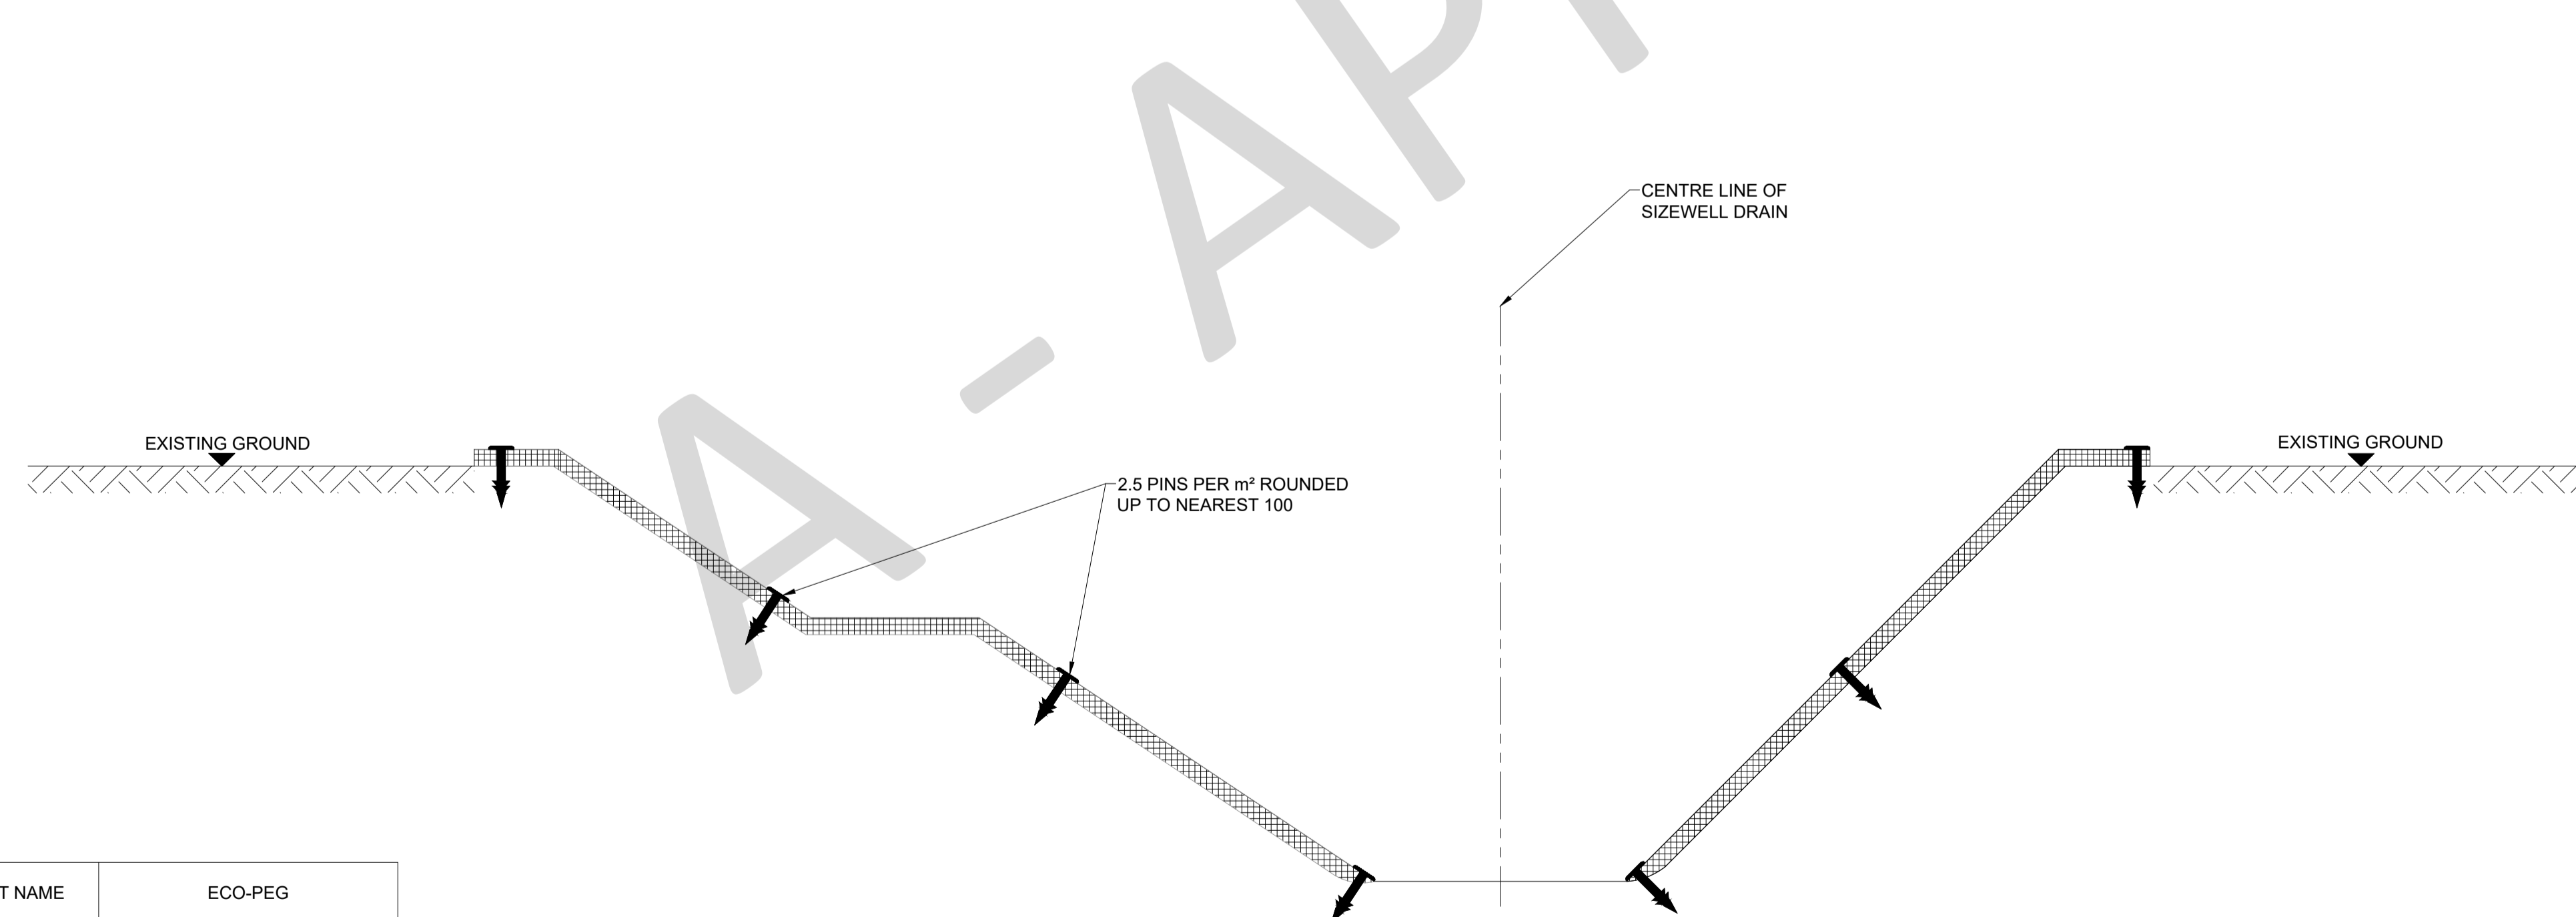 A - AP
CENTRE LINE OF
SIZEWELL DRAIN
EXISTING GROUND
EXISTING GROUND
2.5 PINS PER m² ROUNDED
UP TO NEAREST 100
T NAME
ECO-PEG